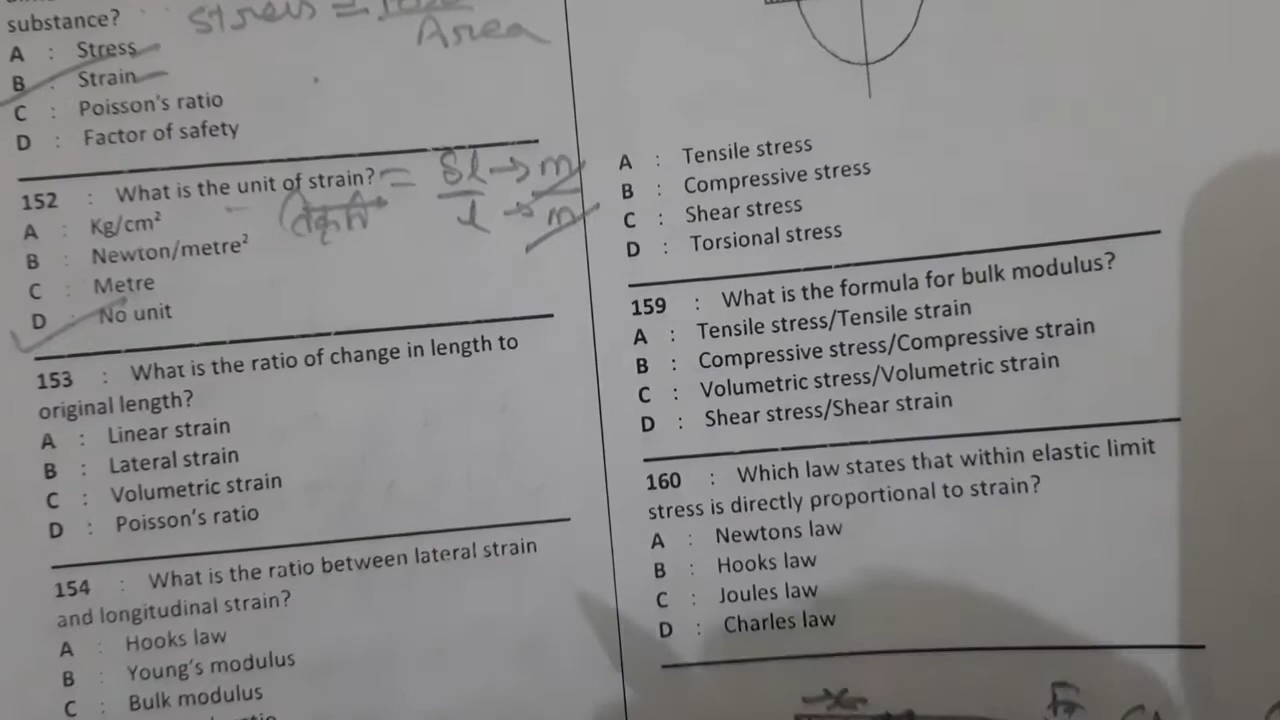 substance?
Stress =
Area
A : Stress
B : Strain
C : Poisson's ratio
D : Factor of safety
152 : What is the unit of strain? = δl → m
l → m
A : Kg/cm²
B : Newton/metre²
C : Metre
D : No unit
153 : What is the ratio of change in length to
original length?
A : Linear strain
B : Lateral strain
C : Volumetric strain
D : Poisson's ratio
154 : What is the ratio between lateral strain
and longitudinal strain?
A : Hooks law
B : Young's modulus
C : Bulk modulus
A : Tensile stress
B : Compressive stress
C : Shear stress
D : Torsional stress
159 : What is the formula for bulk modulus?
A : Tensile stress/Tensile strain
B : Compressive stress/Compressive strain
C : Volumetric stress/Volumetric strain
D : Shear stress/Shear strain
160 : Which law states that within elastic limit
stress is directly proportional to strain?
A : Newtons law
B : Hooks law
C : Joules law
D : Charles law